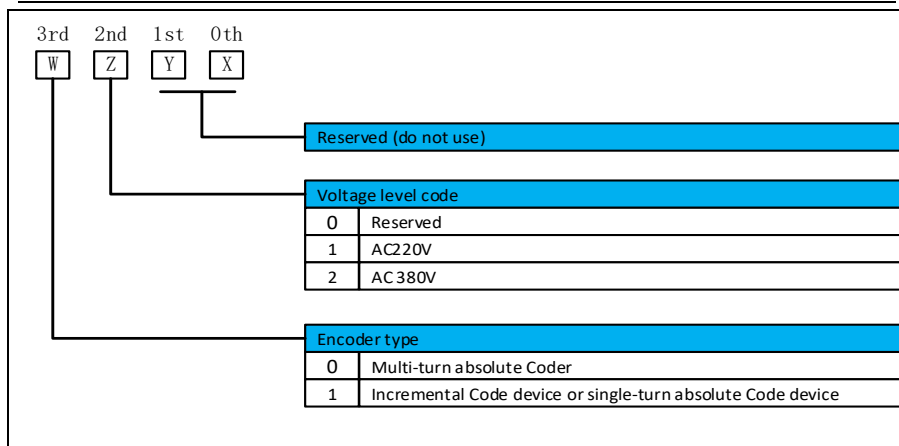 3rd 2nd 1st 0th
W Z Y X
Reserved (do not use)
Voltage level code
0 Reserved
1 AC220V
2 AC380V
Encoder type
0 Multi-turn absolute Coder
1 Incremental Code device or single-turn absolute Code device